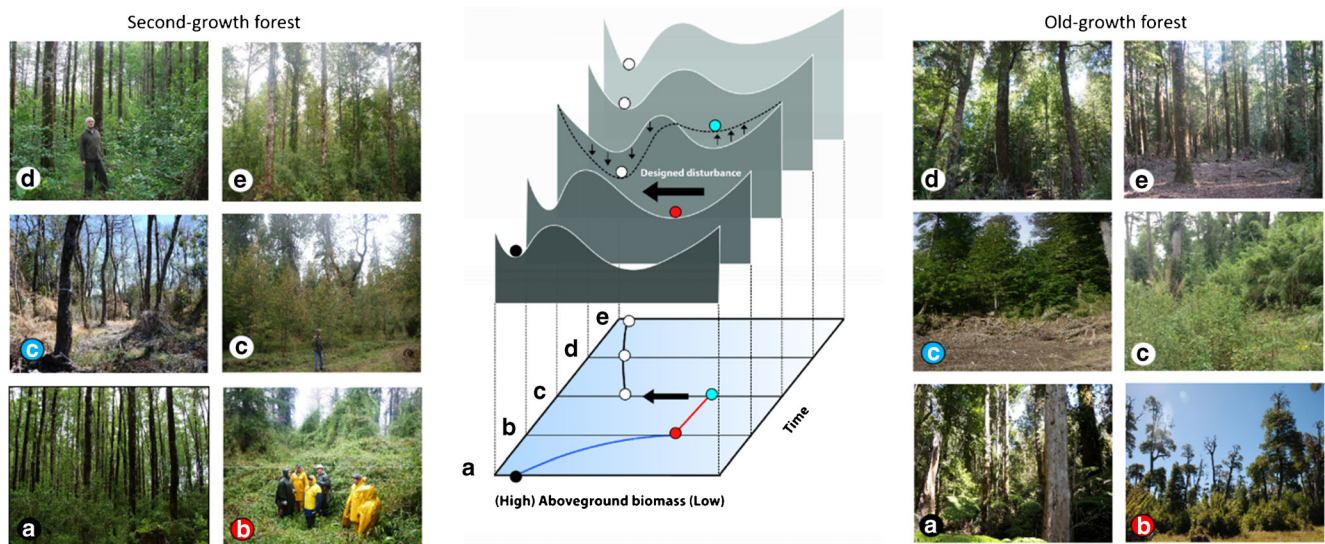 Second-growth forest
d
e
c
c
a
b
Designed disturbance
e
d
c
b
a
Time
(High) Aboveground biomass (Low)
Old-growth forest
d
e
c
c
a
b